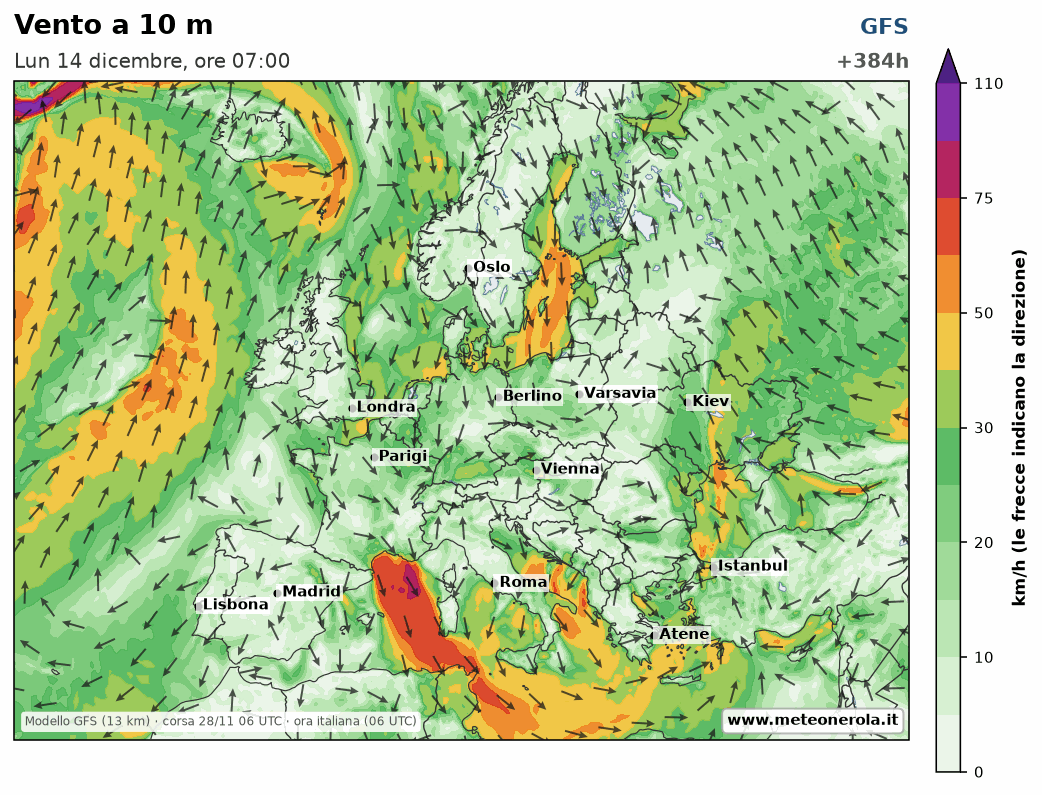 Vento a 10 m
GFS
Lun 14 dicembre, ore 07:00
+384h
110
75
50
30
20
10
0
km/h (le frecce indicano la direzione)
Oslo
Londra
Berlino
Varsavia
Kiev
Parigi
Vienna
Istanbul
Madrid
Roma
Lisbona
Atene
Modello GFS (13 km) · corsa 28/11 06 UTC · ora italiana (06 UTC)
www.meteonerola.it